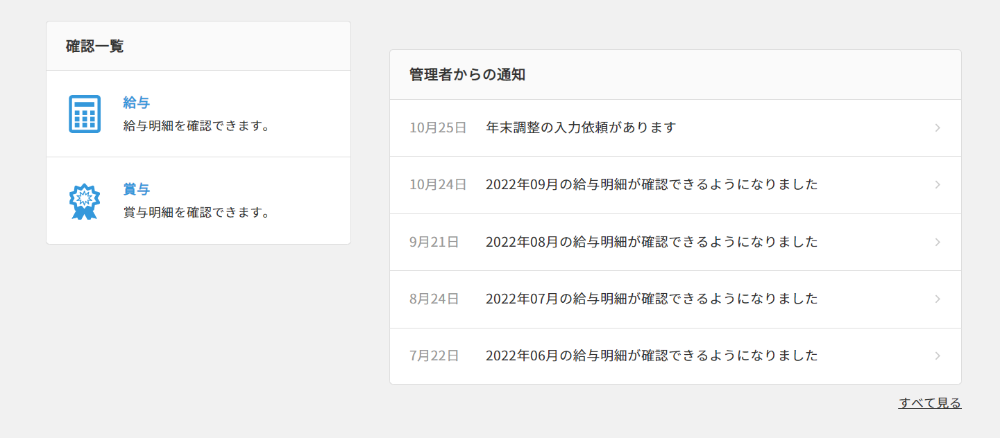 確認一覧
給与
給与明細を確認できます。
賞与
賞与明細を確認できます。
管理者からの通知
10月25日 年末調整の入力依頼があります
10月24日 2022年09月の給与明細が確認できるようになりました
9月21日 2022年08月の給与明細が確認できるようになりました
8月24日 2022年07月の給与明細が確認できるようになりました
7月22日 2022年06月の給与明細が確認できるようになりました
すべて見る